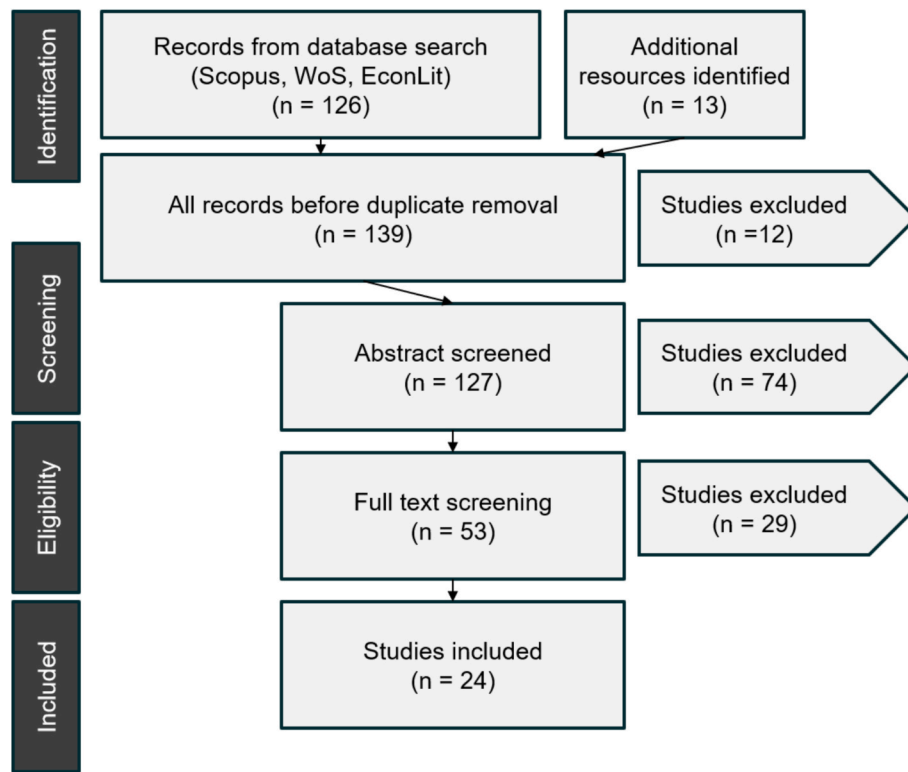 Identification
Records from database search
(Scopus, WoS, EconLit)
(n = 126)
Additional
resources identified
(n = 13)
All records before duplicate removal
(n = 139)
Studies excluded
(n =12)
Screening
Abstract screened
(n = 127)
Studies excluded
(n = 74)
Eligibility
Full text screening
(n = 53)
Studies excluded
(n = 29)
Included
Studies included
(n = 24)